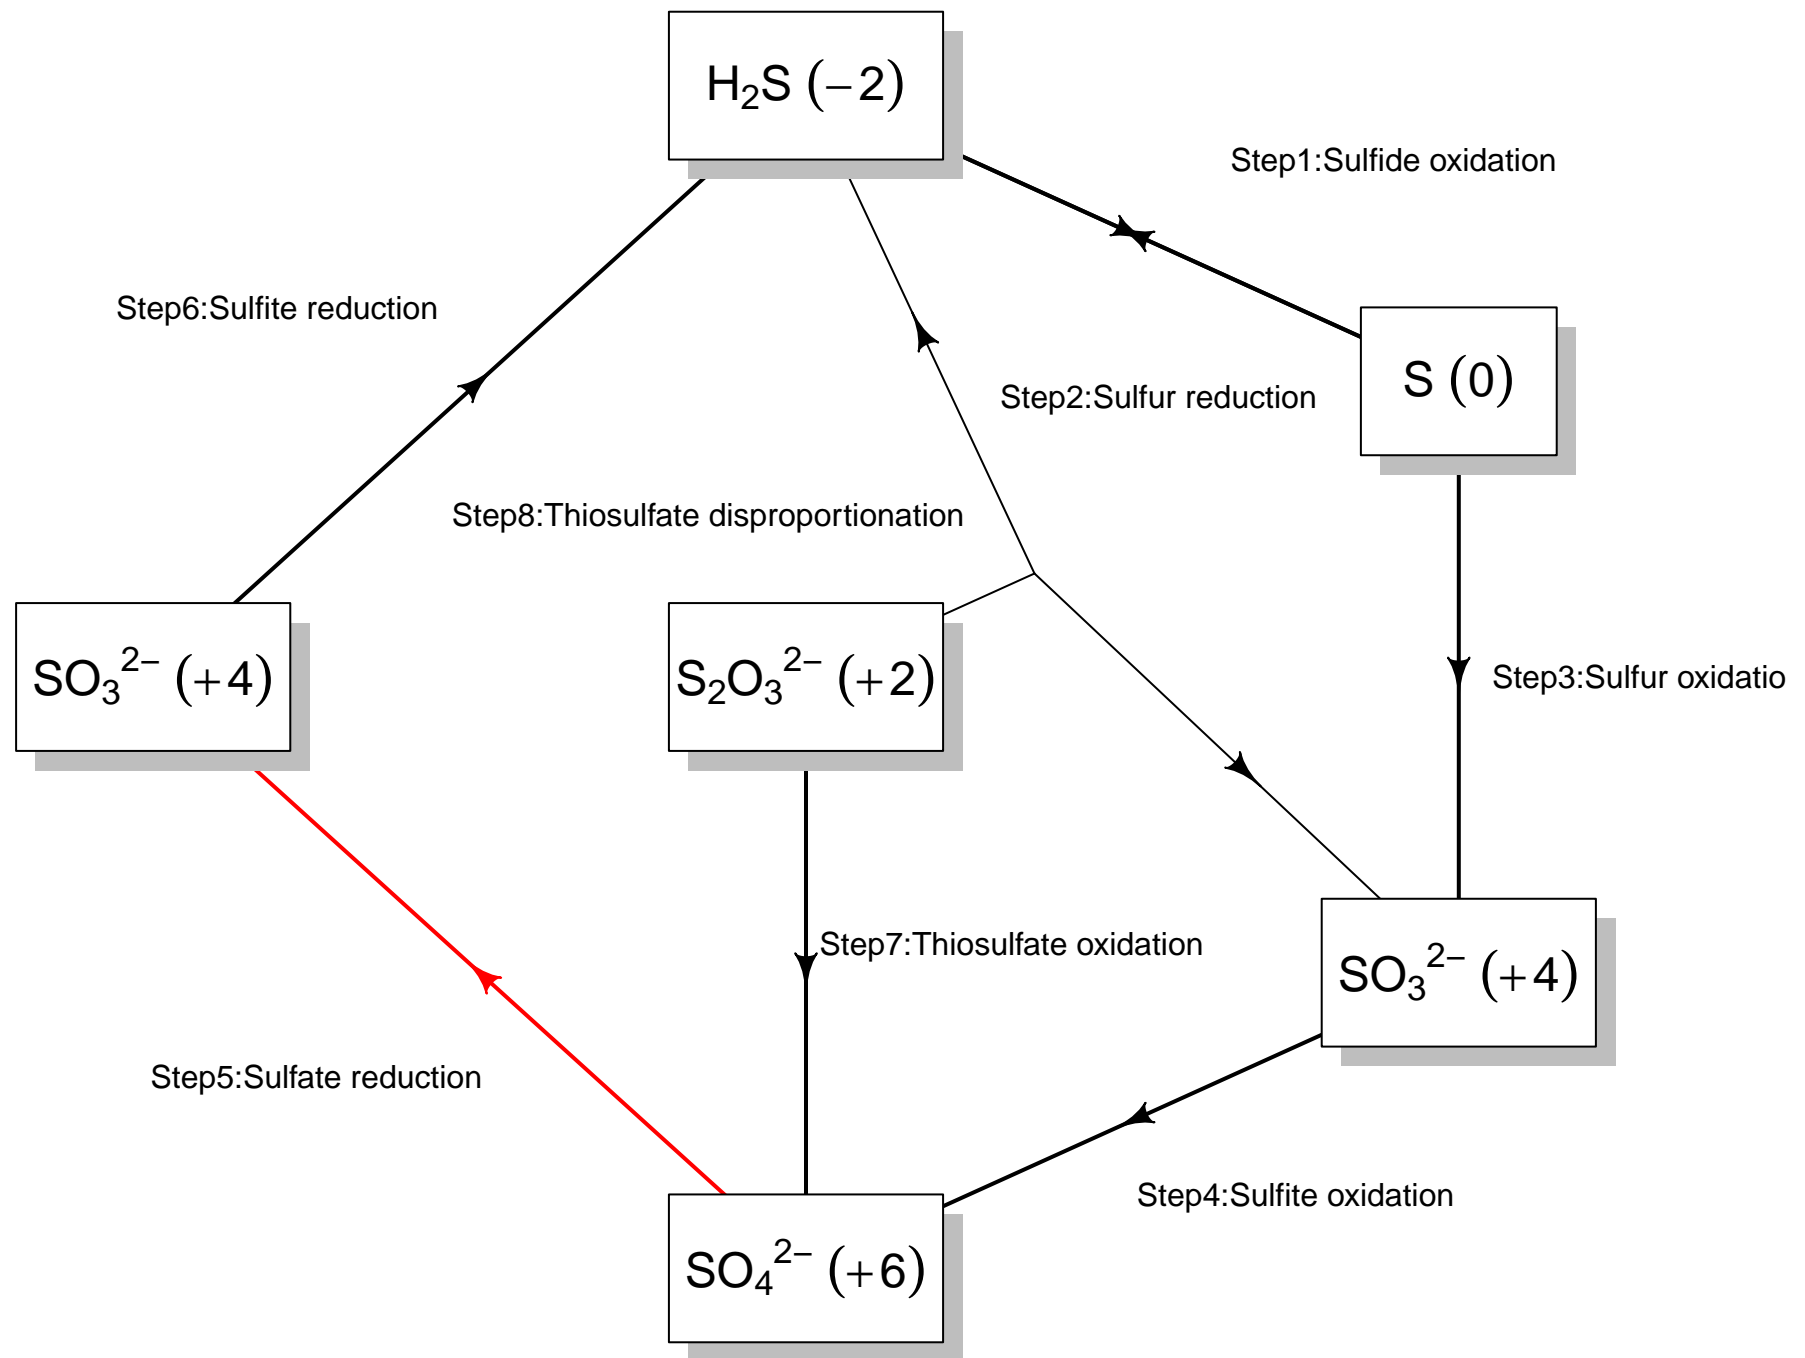 H₂S (−2)
Step1:Sulfide oxidation
Step6:Sulfite reduction
S (0)
Step2:Sulfur reduction
Step8:Thiosulfate disproportionation
SO₃²⁻ (+4)
S₂O₃²⁻ (+2)
Step3:Sulfur oxidatio
Step7:Thiosulfate oxidation
SO₃²⁻ (+4)
Step5:Sulfate reduction
Step4:Sulfite oxidation
SO₄²⁻ (+6)